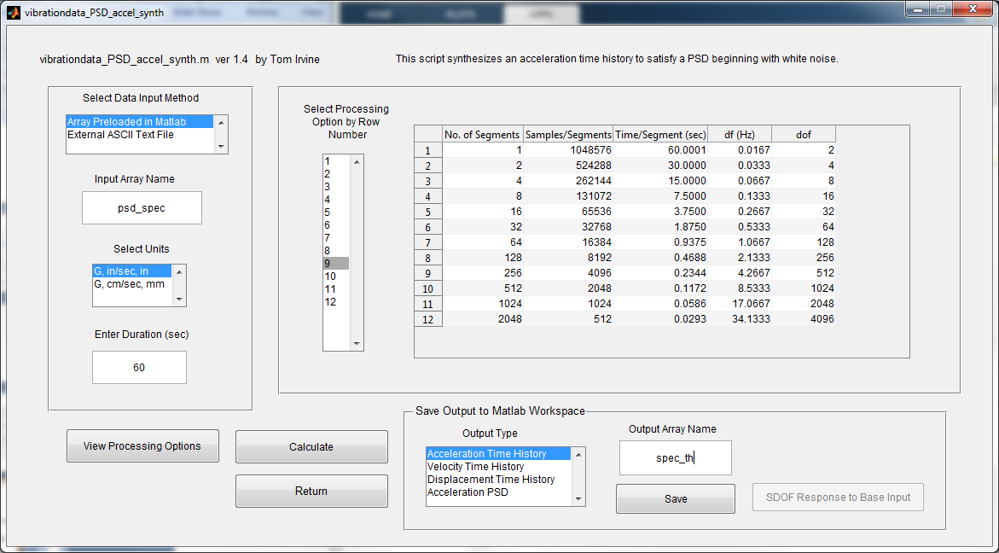 vibrationdata_PSD_accel_synth
vibrationdata_PSD_accel_synth.m ver 1.4 by Tom Irvine
This script synthesizes an acceleration time history to satisfy a PSD beginning with white noise.
Select Data Input Method
Array Preloaded in Matlab
External ASCII Text File
Input Array Name
psd_spec
Select Units
G, in/sec, in
G, cm/sec, mm
Enter Duration (sec)
60
Select Processing
Option by Row
Number
1
2
3
4
5
6
7
8
9
10
11
12
No. of Segments Samples/Segments Time/Segment (sec) df (Hz) dof
1 1 1048576 60.0001 0.0167 2
2 2 524288 30.0000 0.0333 4
3 4 262144 15.0000 0.0667 8
4 8 131072 7.5000 0.1333 16
5 16 65536 3.7500 0.2667 32
6 32 32768 1.8750 0.5333 64
7 64 16384 0.9375 1.0667 128
8 128 8192 0.4688 2.1333 256
9 256 4096 0.2344 4.2667 512
10 512 2048 0.1172 8.5333 1024
11 1024 1024 0.0586 17.0667 2048
12 2048 512 0.0293 34.1333 4096
View Processing Options
Calculate
Return
Save Output to Matlab Workspace
Output Type
Acceleration Time History
Velocity Time History
Displacement Time History
Acceleration PSD
Output Array Name
spec_th
Save
SDOF Response to Base Input